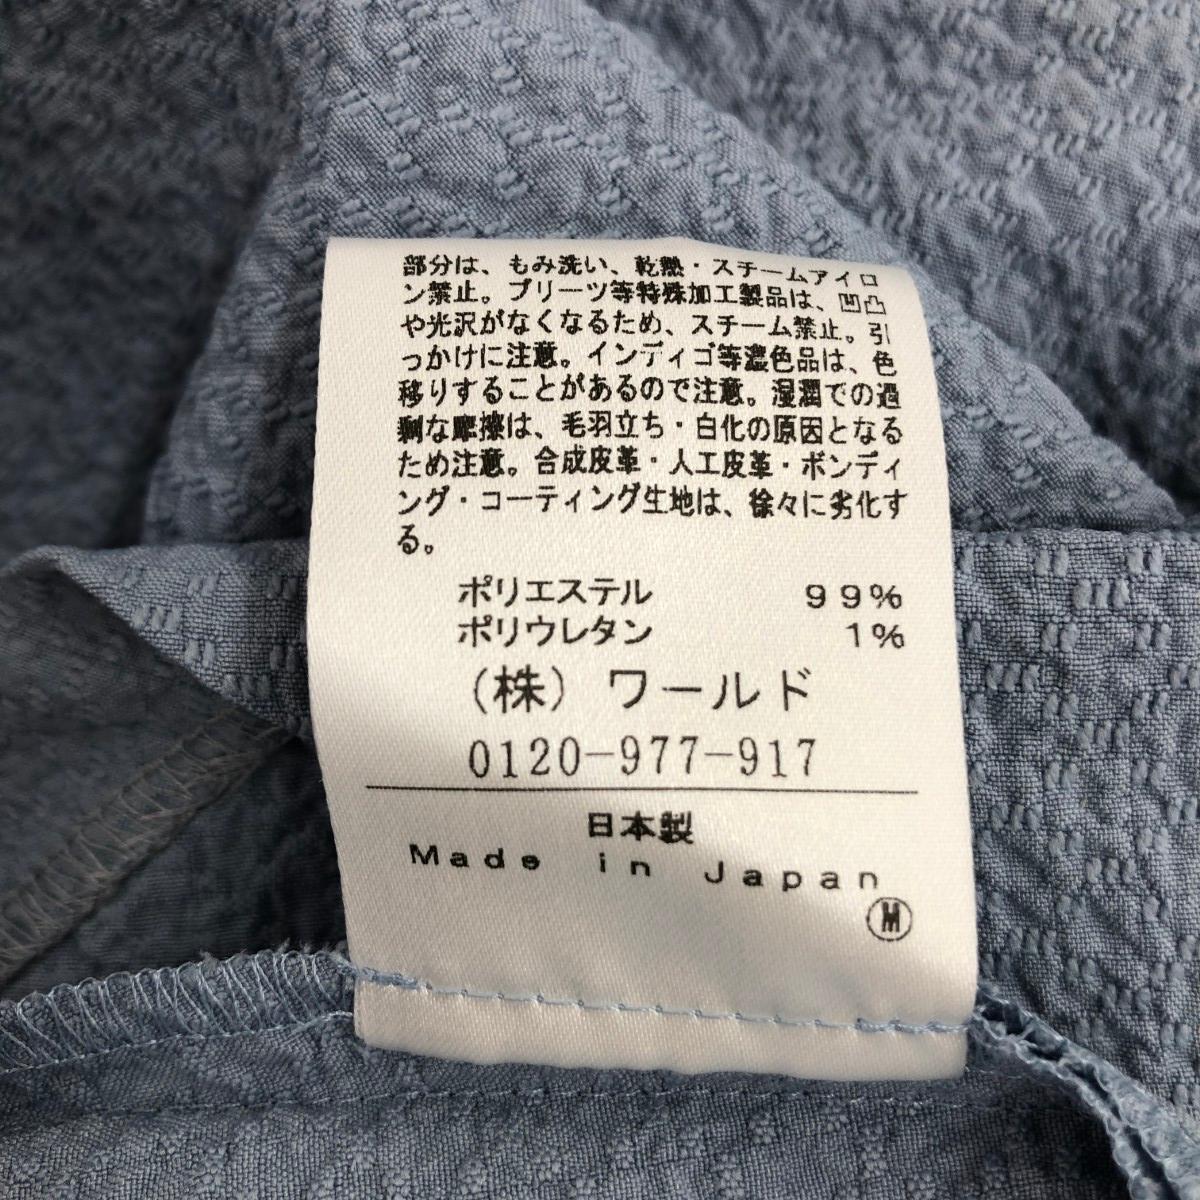 部分は、もみ洗い、乾熱・スチームアイロ
ン禁止。プリーツ等特殊加工製品は、凹凸
や光沢がなくなるため、スチーム禁止。引
っかけに注意。インディゴ等濃色品は、色
移りすることがあるので注意。湿潤での過
剰な摩擦は、毛羽立ち・白化の原因となる
ため注意。合成皮革・人工皮革・ボンディ
ング・コーティング生地は、徐々に劣化す
る。
ポリエステル 99%
ポリウレタン 1%
(株) ワールド
0120-977-917
日本製
Made in Japan
Ⓜ